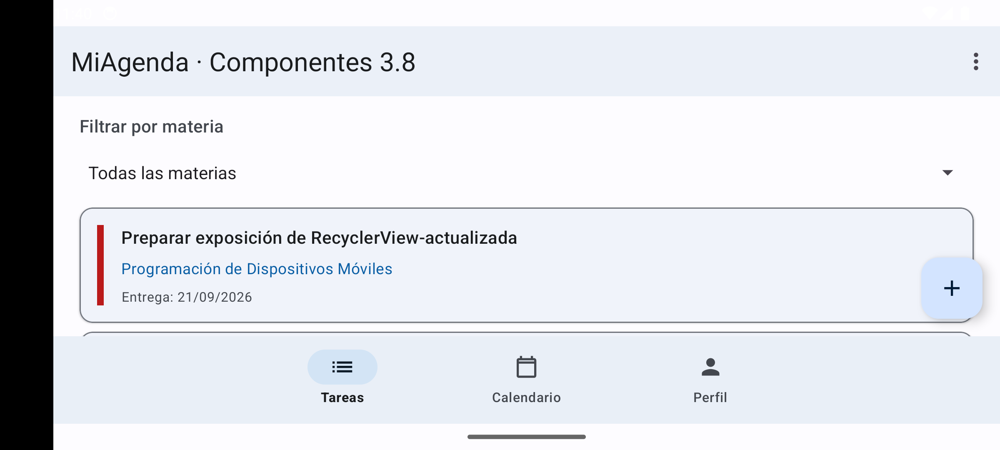 MiAgenda · Componentes 3.8
Filtrar por materia
Todas las materias
Preparar exposición de RecyclerView-actualizada
Programación de Dispositivos Móviles
Entrega: 21/09/2026
Tareas
Calendario
Perfil